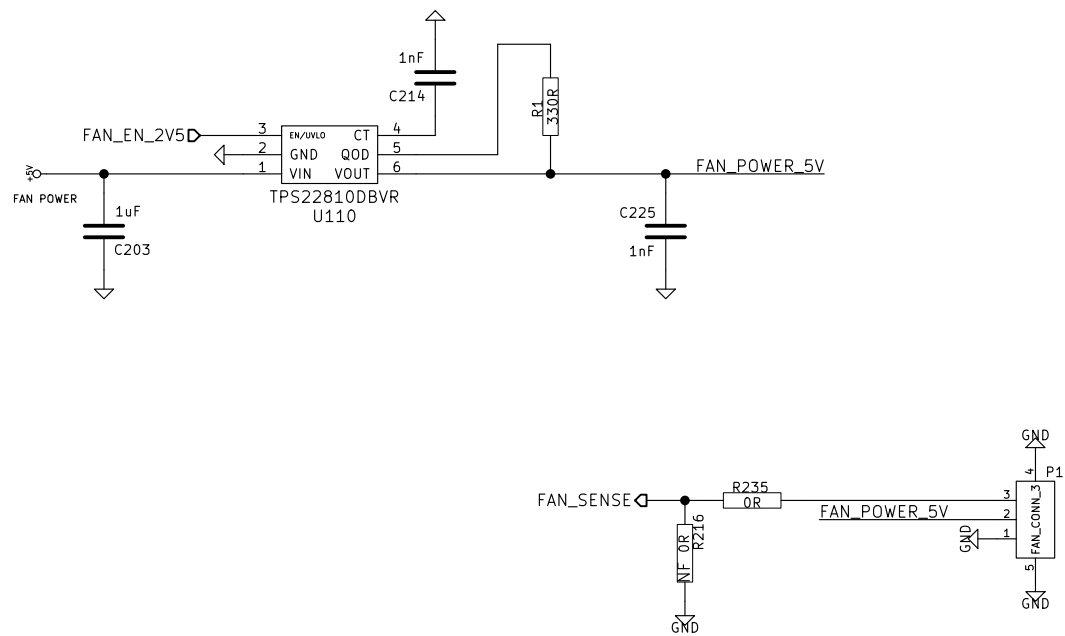 1nF
C214
R1
330R
FAN_EN_2V5
3
EN/UVLO
CT
4
2
GND
QOD
5
+5V
1
VIN
VOUT
6
FAN_POWER_5V
FAN POWER
TPS22810DBVR
U110
1uF
C203
C225
1nF
GND
4
P1
FAN_SENSE
R235
0R
3
FAN_POWER_5V
2
GND
1
FAN_CONN_3
NF 0R
R216
5
GND
GND